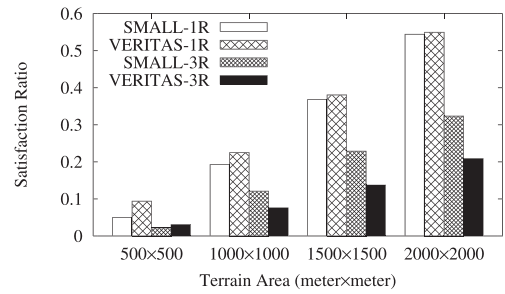 0.6
0.5
0.4
0.3
0.2
0.1
0
Satisfaction Ratio
SMALL-1R
VERITAS-1R
SMALL-3R
VERITAS-3R
500×500 1000×1000 1500×1500 2000×2000
Terrain Area (meter×meter)